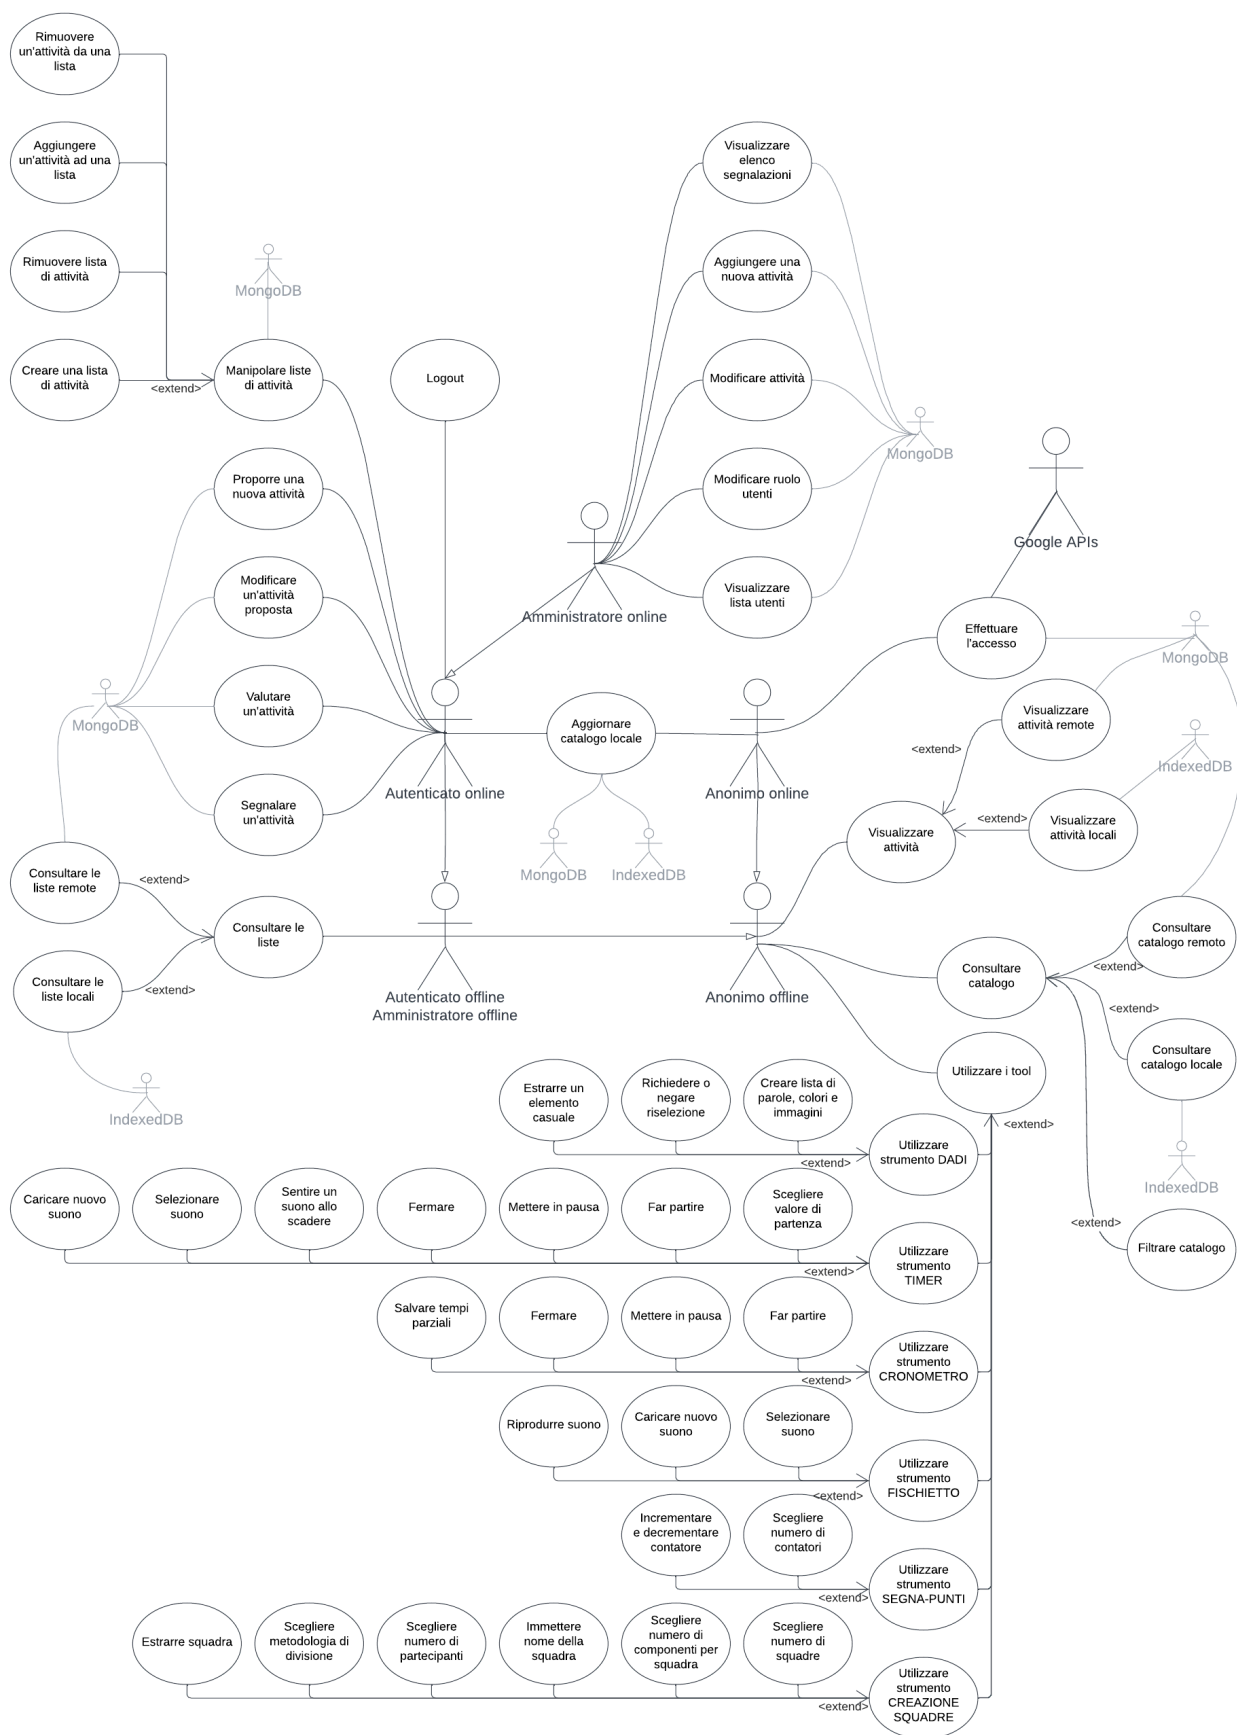 Rimuovere
un'attività da una
lista
Aggiungere
un'attività ad una
lista
Rimuovere lista
di attività
Creare una lista
di attività
<extend>
MongoDB
Manipolare liste
di attività
Logout
Visualizzare
elenco
segnalazioni
Aggiungere una
nuova attività
Modificare attività
Modificare ruolo
utenti
Visualizzare
lista utenti
MongoDB
Google APIs
Amministratore online
Proporre una
nuova attività
Modificare
un'attività
proposta
Valutare
un'attività
Segnalare
un'attività
MongoDB
Effettuare
l'accesso
MongoDB
Visualizzare
attività remote
<extend>
IndexedDB
Aggiornare
catalogo locale
Autenticato online
Anonimo online
MongoDB
IndexedDB
Visualizzare
attività
<extend>
Visualizzare
attività locali
Consultare le
liste remote
<extend>
Consultare le
liste
Consultare le
liste locali
<extend>
IndexedDB
Autenticato offline
Amministratore offline
Anonimo offline
Consultare
catalogo
Consultare
catalogo remoto
<extend>
<extend>
Consultare
catalogo locale
IndexedDB
<extend>
Filtrare catalogo
Utilizzare i tool
<extend>
Estrarre un
elemento
casuale
Richiedere o
negare
riselezione
Creare lista di
parole, colori e
immagini
<extend>
Utilizzare
strumento DADI
Caricare nuovo
suono
Selezionare
suono
Sentire un
suono allo
scadere
Fermare
Mettere in pausa
Far partire
Scegliere
valore di
partenza
<extend>
Utilizzare
strumento
TIMER
Salvare tempi
parziali
Fermare
Mettere in pausa
Far partire
<extend>
Utilizzare
strumento
CRONOMETRO
Riprodurre suono
Caricare nuovo
suono
Selezionare
suono
<extend>
Utilizzare
strumento
FISCHIETTO
Incrementare
e decrementare
contatore
Scegliere
numero di
contatori
<extend>
Utilizzare
strumento
SEGNA-PUNTI
Estrarre squadra
Scegliere
metodologia di
divisione
Scegliere
numero di
partecipanti
Immettere
nome della
squadra
Scegliere
numero di
componenti per
squadra
Scegliere
numero di
squadre
<extend>
Utilizzare
strumento
CREAZIONE
SQUADRE